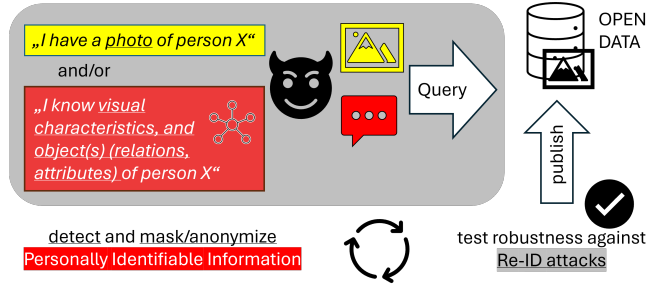 „I have a photo of person X“
and/or
„I know visual
characteristics, and
object(s) (relations,
attributes) of person X“
Query
OPEN
DATA
publish
detect and mask/anonymize
Personally Identifiable Information
test robustness against
Re-ID attacks